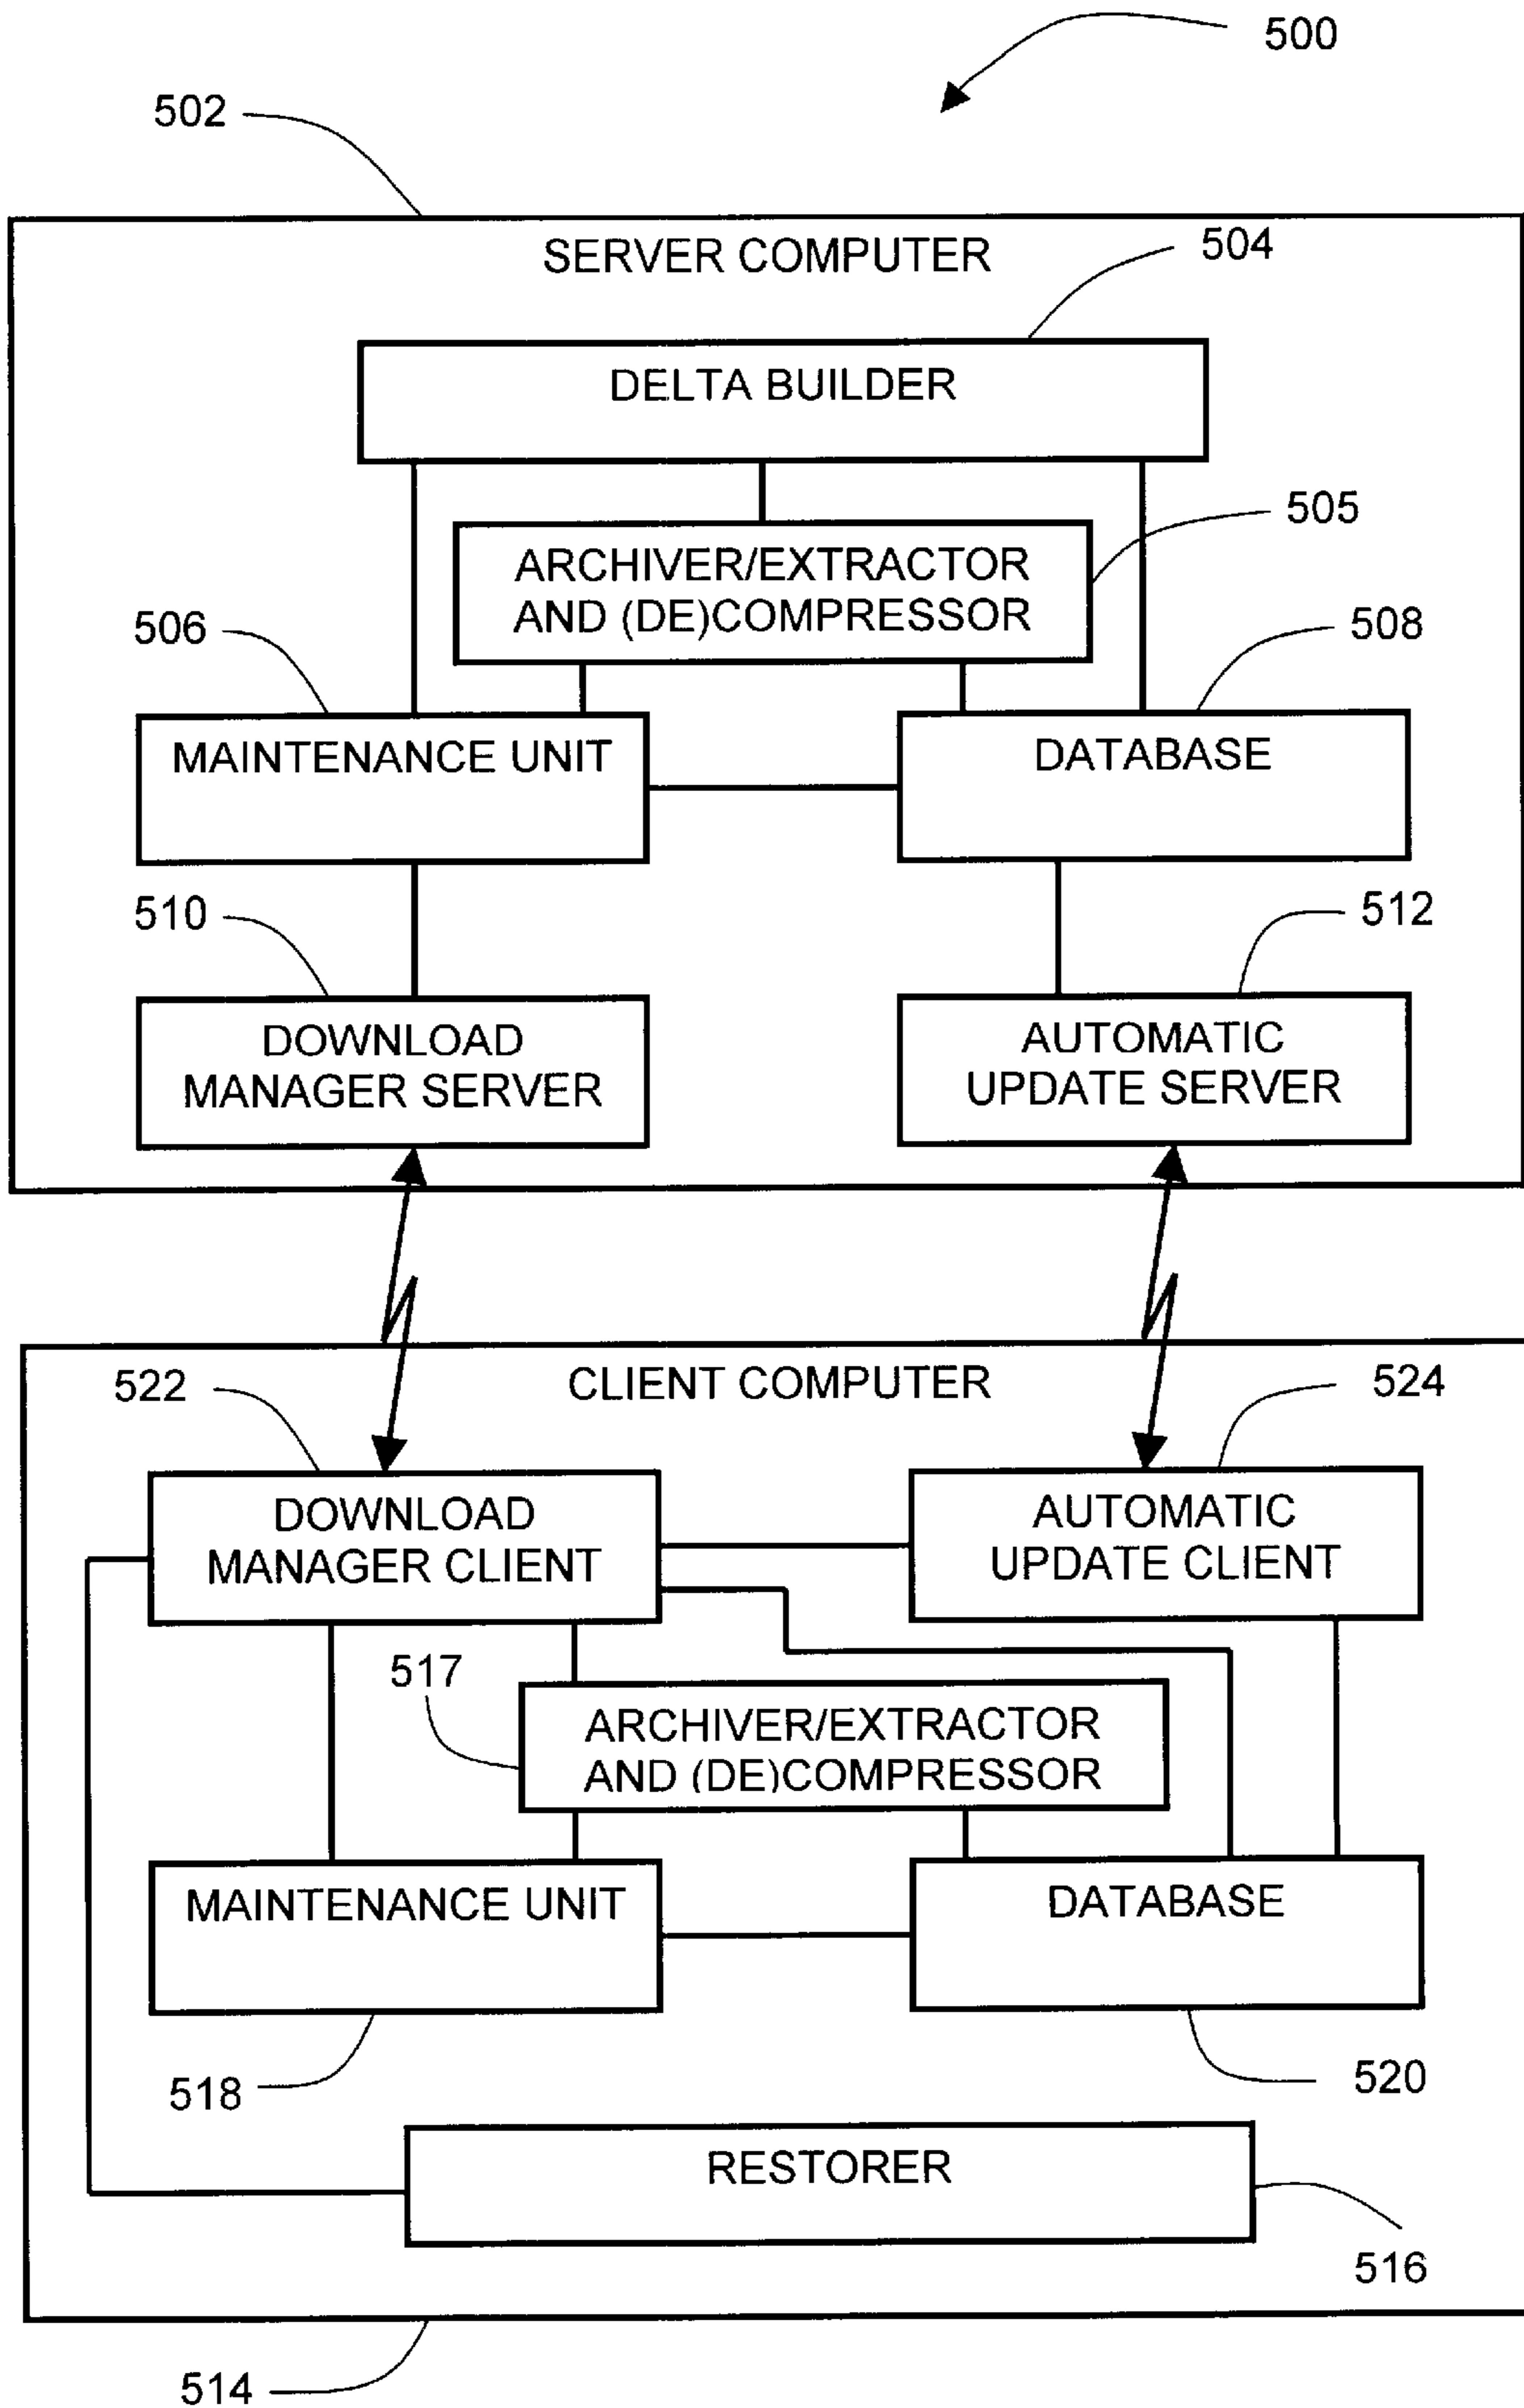 500
502
SERVER COMPUTER
504
DELTA BUILDER
505
ARCHIVER/EXTRACTOR
AND (DE)COMPRESSOR
506
508
MAINTENANCE UNIT
DATABASE
510
512
DOWNLOAD
MANAGER SERVER
AUTOMATIC
UPDATE SERVER
CLIENT COMPUTER
522
524
DOWNLOAD
MANAGER CLIENT
AUTOMATIC
UPDATE CLIENT
517
ARCHIVER/EXTRACTOR
AND (DE)COMPRESSOR
MAINTENANCE UNIT
DATABASE
518
520
RESTORER
516
514